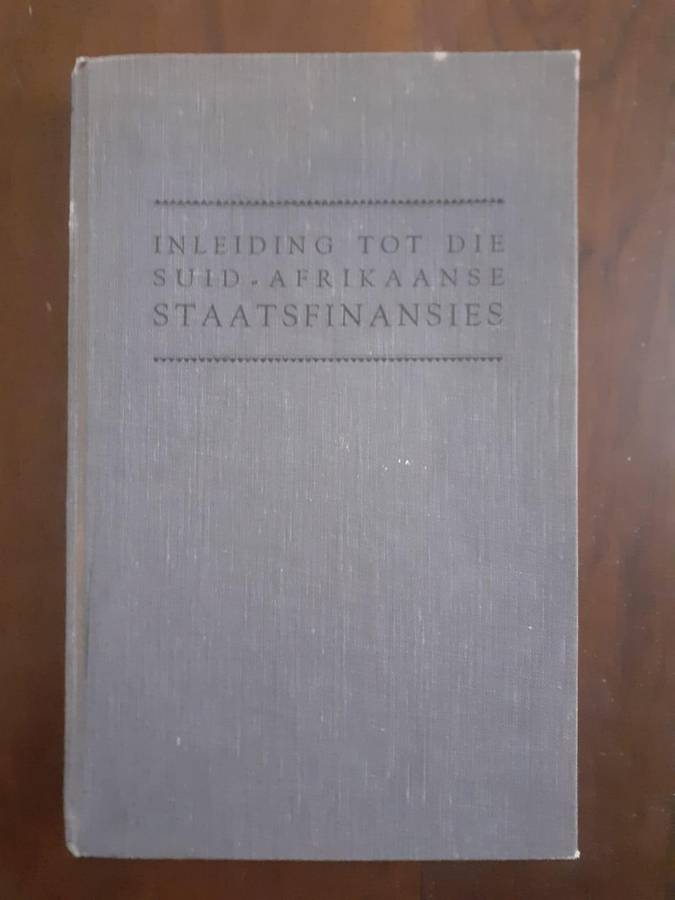 INLEIDING TOT DIE
SUID-AFRIKAANSE
STAATSFINANSIES